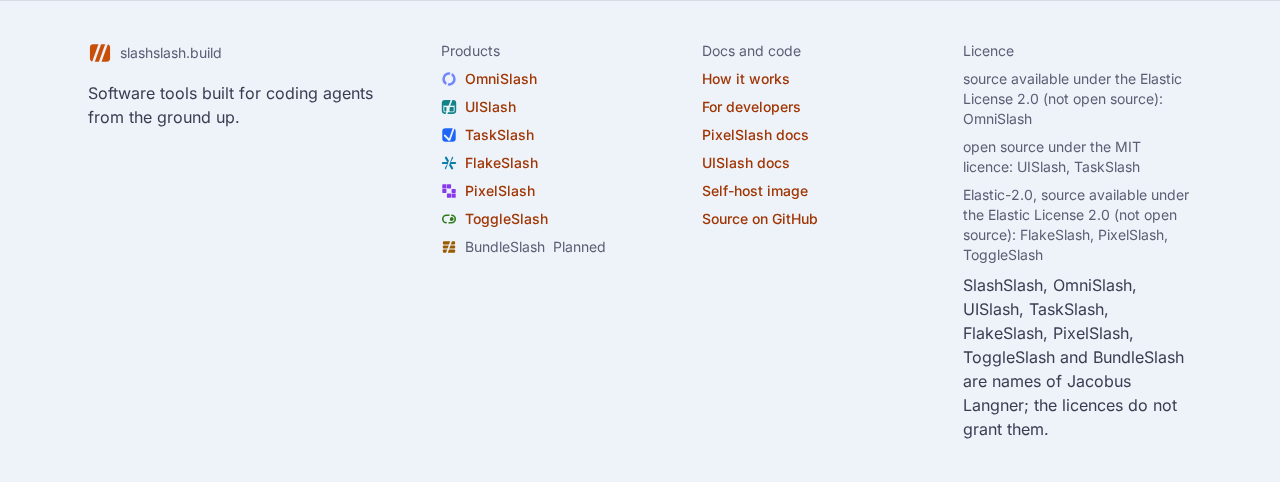 slashslash.build
Software tools built for coding agents
from the ground up.
Products
OmniSlash
UISlash
TaskSlash
FlakeSlash
PixelSlash
ToggleSlash
BundleSlash Planned
Docs and code
How it works
For developers
PixelSlash docs
UISlash docs
Self-host image
Source on GitHub
Licence
source available under the Elastic
License 2.0 (not open source):
OmniSlash
open source under the MIT
licence: UISlash, TaskSlash
Elastic-2.0, source available under
the Elastic License 2.0 (not open
source): FlakeSlash, PixelSlash,
ToggleSlash
SlashSlash, OmniSlash,
UISlash, TaskSlash,
FlakeSlash, PixelSlash,
ToggleSlash and BundleSlash
are names of Jacobus
Langner; the licences do not
grant them.